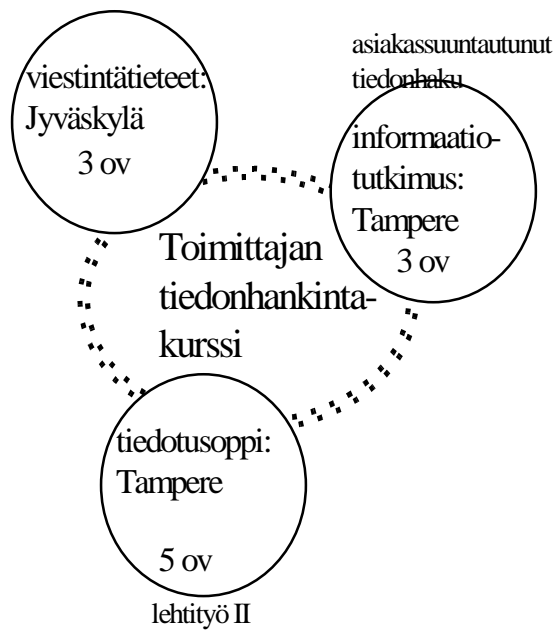 viestintätieteet:
Jyväskylä
3 ov
asiakassuuntautunut
tiedonhaku
informaatio-
tutkimus:
Tampere
3 ov
Toimittajan
tiedonhankinta-
kurssi
tiedotusoppi:
Tampere
5 ov
lehtityö II